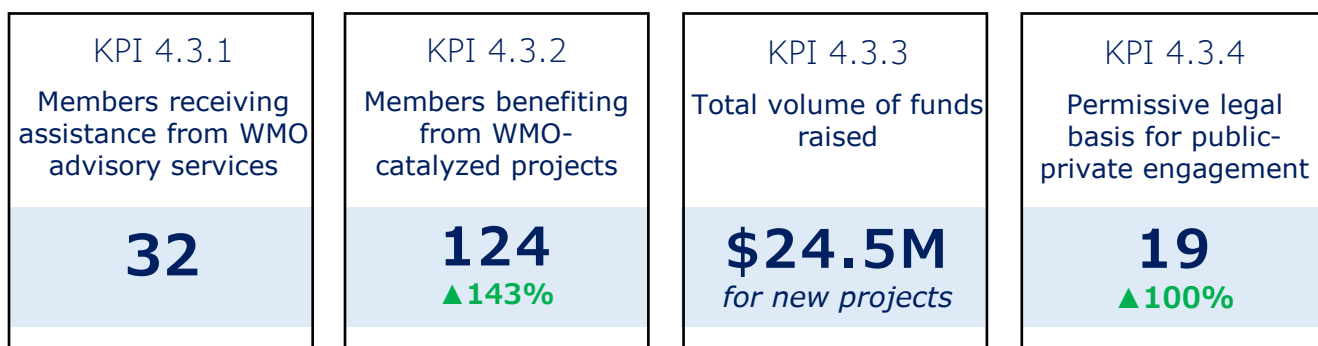 KPI 4.3.1
Members receiving
assistance from WMO
advisory services
32
KPI 4.3.2
Members benefiting
from WMO-
catalyzed projects
124
▲143%
KPI 4.3.3
Total volume of funds
raised
$24.5M
for new projects
KPI 4.3.4
Permissive legal
basis for public-
private engagement
19
▲100%